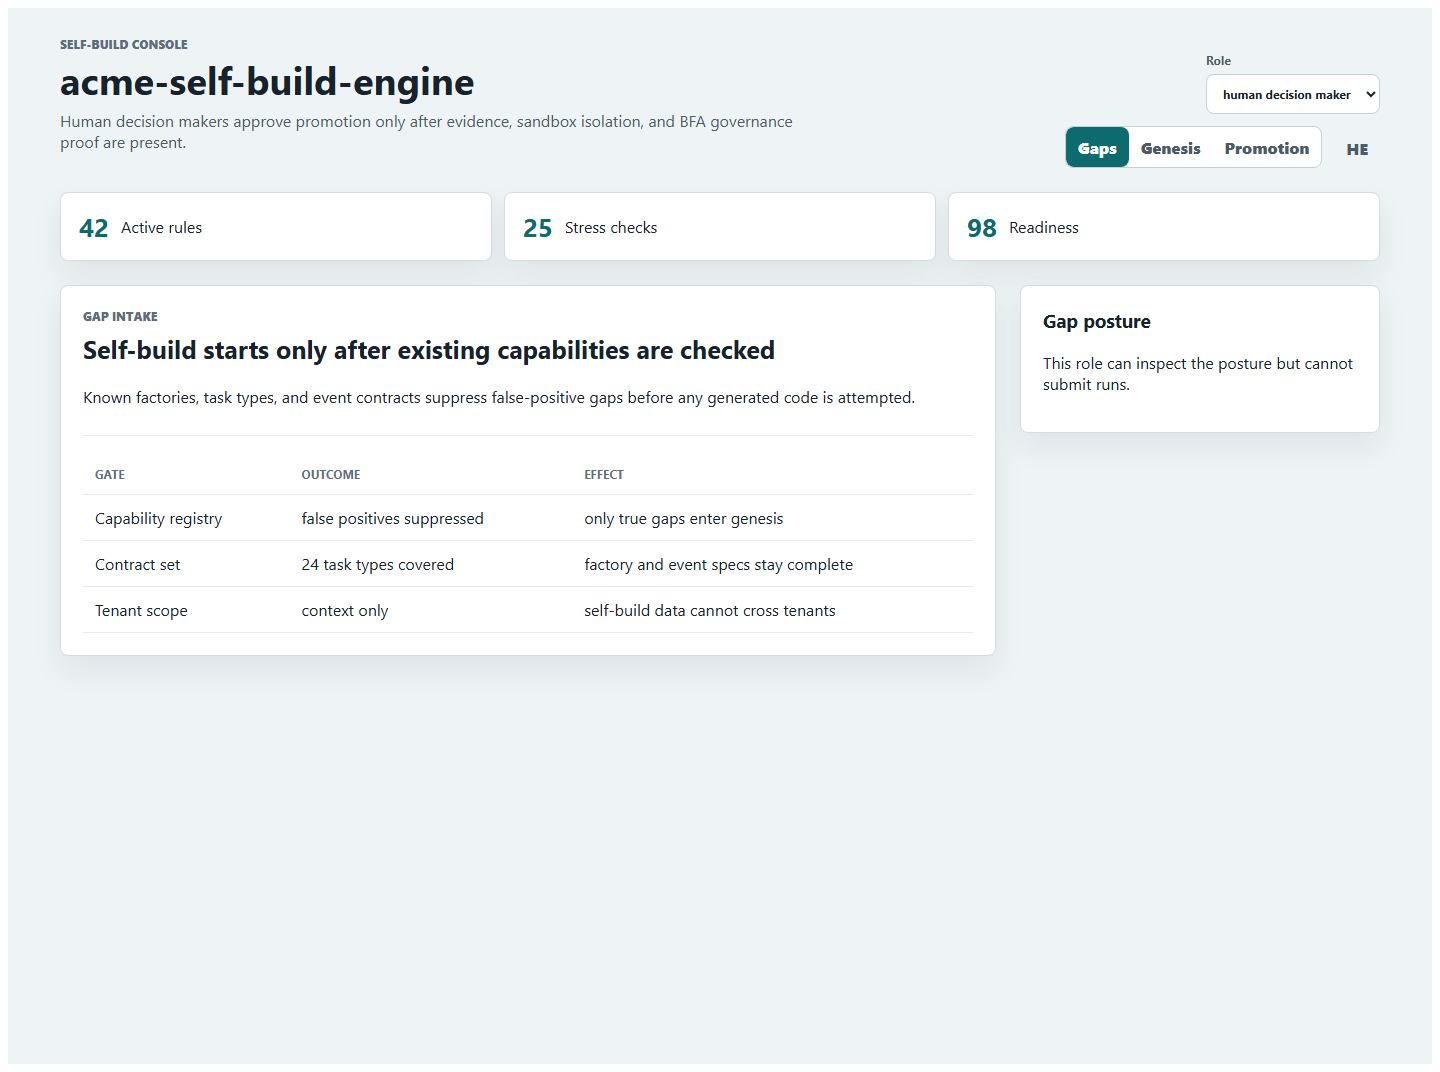 SELF-BUILD CONSOLE
acme-self-build-engine
Human decision makers approve promotion only after evidence, sandbox isolation, and BFA governance
proof are present.
Role
human decision maker
Gaps Genesis Promotion HE
42 Active rules
25 Stress checks
98 Readiness
GAP INTAKE
Self-build starts only after existing capabilities are checked
Known factories, task types, and event contracts suppress false-positive gaps before any generated code is attempted.
GATE OUTCOME EFFECT
Capability registry false positives suppressed only true gaps enter genesis
Contract set 24 task types covered factory and event specs stay complete
Tenant scope context only self-build data cannot cross tenants
Gap posture
This role can inspect the posture but cannot
submit runs.